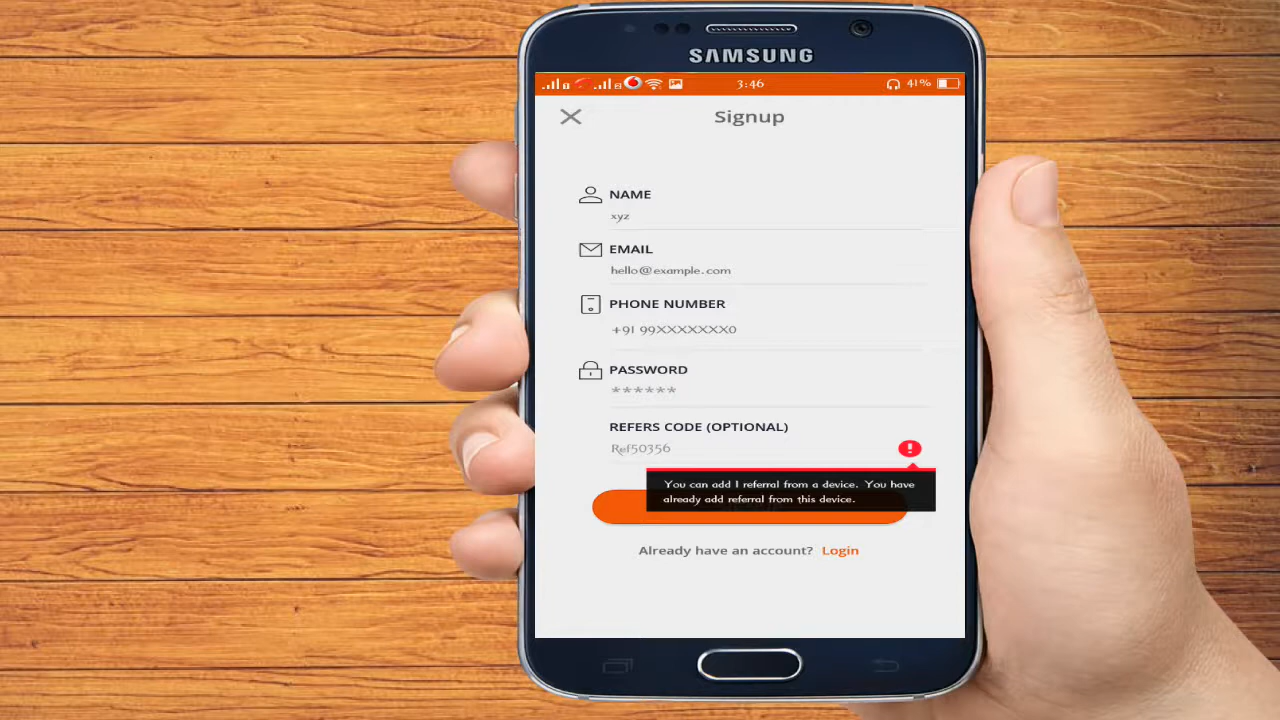 SAMSUNG
3:46
41%
Signup
NAME
xyz
EMAIL
hello@example.com
PHONE NUMBER
+91 99XXXXXXX0
PASSWORD
******
REFERS CODE (OPTIONAL)
Ref50356
You can add 1 referral from a device. You have
already add referral from this device.
Already have an account? Login